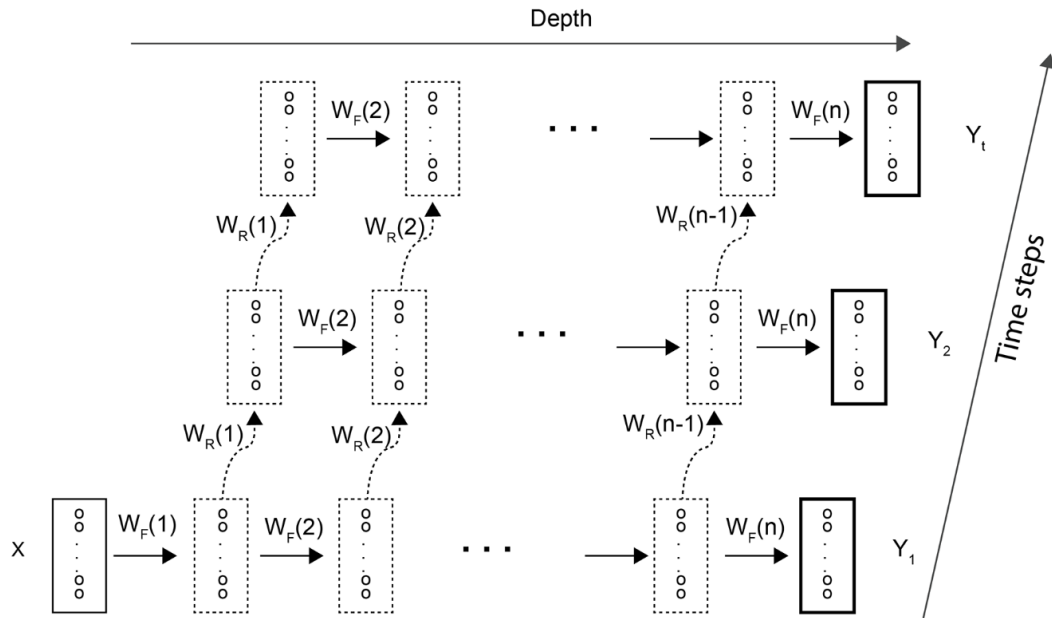 Depth
W_F(2) . . . W_F(n) Y_t
W_R(1) W_R(2) W_R(n-1)
W_F(2) . . . W_F(n) Y_2
W_R(1) W_R(2) W_R(n-1)
X W_F(1) W_F(2) . . . W_F(n) Y_1
Time steps